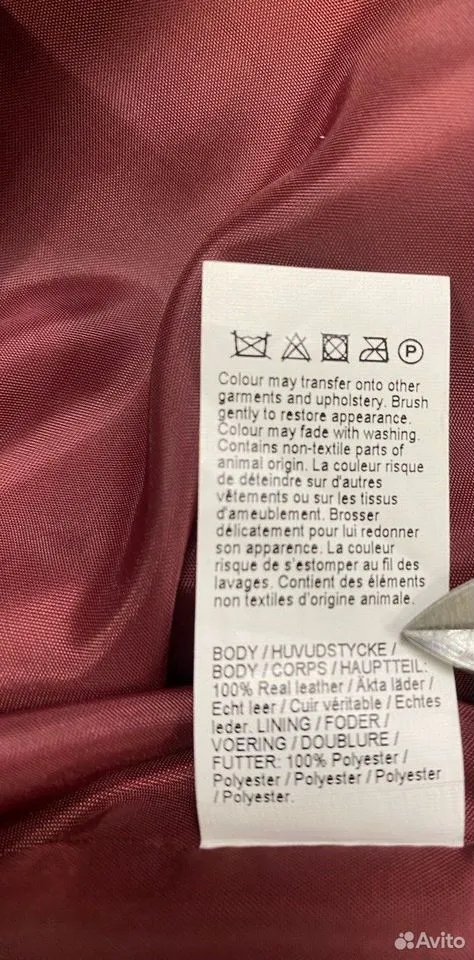 P
Colour may transfer onto other
garments and upholstery. Brush
gently to restore appearance.
Colour may fade with washing.
Contains non-textile parts of
animal origin. La couleur risque
de déteindre sur d'autres
vêtements ou sur les tissus
d'ameublement. Brosser
délicatement pour lui redonner
son apparence. La couleur
risque de s'estomper au fil des
lavages. Contient des éléments
non textiles d'origine animale.
BODY / HUVUDSTYCKE /
BODY / CORPS / HAUPTTEIL:
100% Real leather / Äkta läder /
Echt leer / Cuir véritable / Echtes
leder. LINING / FODER /
VOERING / DOUBLURE /
FUTTER: 100% Polyester /
Polyester / Polyester / Polyester
/ Polyester.
Avito